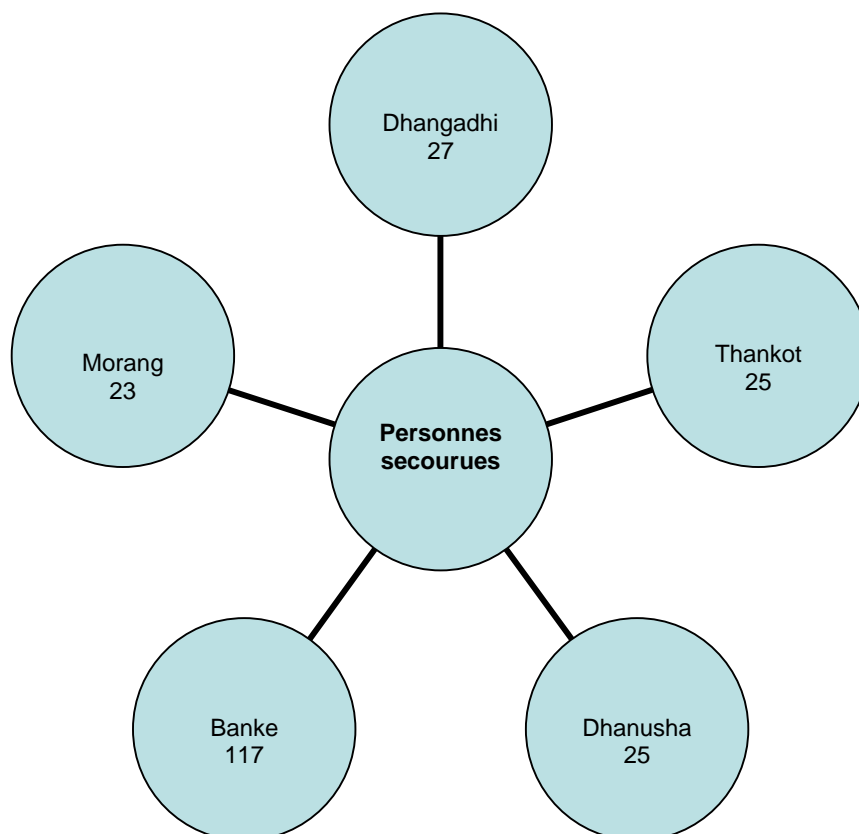 Dhangadhi
27
Morang
23
Thankot
25
Personnes
secourues
Banke
117
Dhanusha
25